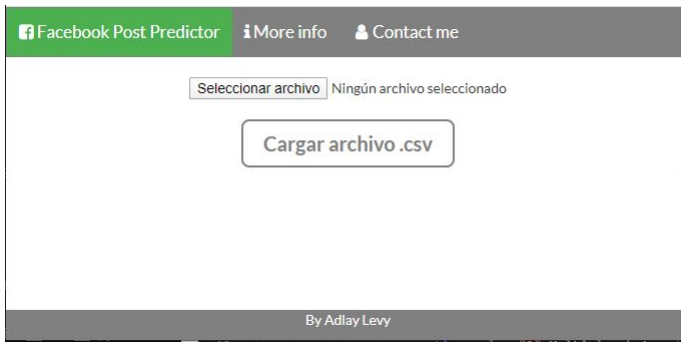 Facebook Post Predictor More info Contact me
Seleccionar archivo Ningún archivo seleccionado
Cargar archivo .csv
By Adlay Levy